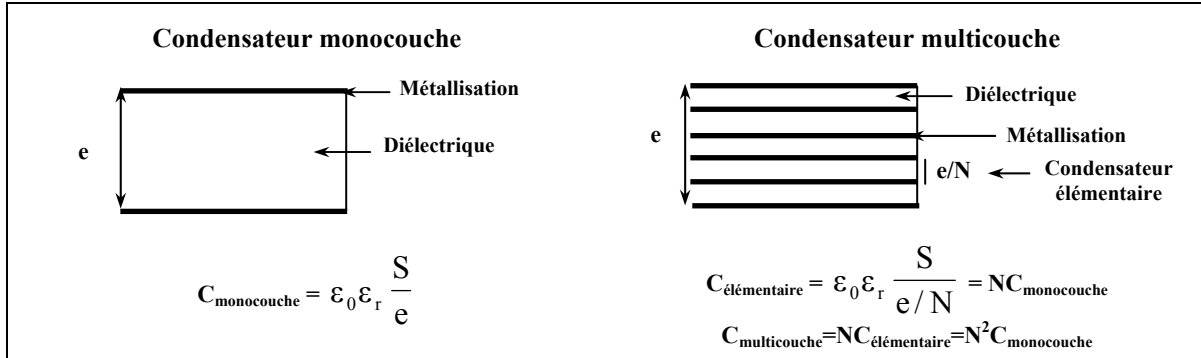 Condensateur monocouche
Métallisation
e
Diélectrique
C_monocouche = ε₀ε_r S/e
Condensateur multicouche
Diélectrique
Métallisation
e
e/N
Condensateur
élémentaire
C_élémentaire = ε₀ε_r S/(e/N) = NC_monocouche
C_multicouche=NC_élémentaire=N²C_monocouche